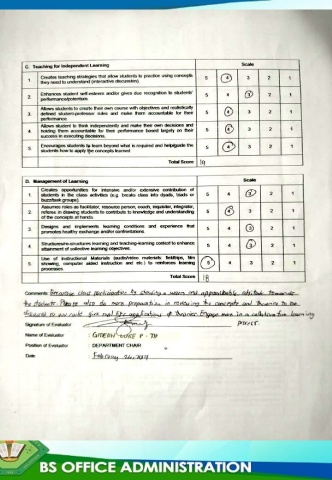 C. Teaching for Independent Learning Scale
1. Creates teaching strategies that allow students to practice using concepts they need to understand (interactive discussion) 5 4 3 2 1
2. Enhances student self-esteem and/or gives due recognition to students' performance/potentials 5 4 3 2 1
3. Allows students to create their own course with objectives and realistically defined student-professor rules and make them accountable for their performance 5 4 3 2 1
4. Allows student to think independently and make their own decisions and holding them accountable for their performance based largely on their success in executing decisions. 5 4 3 2 1
5. Encourages students to learn beyond what is required and help/guide the students how to apply the concepts learned 5 4 3 2 1
Total Score 19
D. Management of Learning Scale
1. Creates opportunities for intensive and/or extensive contribution of students in the class activities (e.g. breaks class into dyads, triads or buzz/task groups). 5 4 3 2 1
2. Assumes roles as facilitator, resource person, coach, inquisitor, integrator, referee in drawing students to contribute to knowledge and understanding of the concepts at hands. 5 4 3 2 1
3. Designs and implements learning conditions and experience that promotes healthy exchange and/or confrontations. 5 4 3 2 1
4. Structures/re-structures learning and teaching-learning context to enhance attainment of collective learning objectives. 5 4 3 2 1
5. Use of Instructional Materials (audio/video materials: fieldtrips, film showing, computer aided instruction and etc.) to reinforces learning processes. 5 4 3 2 1
Total Score 18
Comments: Encourage class participation by showing a warm and approachable attitude towards
the students. Please also do more preparation in reviewing the concepts and theories to be
discussed so you could give real life applications of theories. Engage more in a collaborative learning
process.
Signature of Evaluator :
Name of Evaluator :
Position of Evaluator : DEPARTMENT CHAIR
Date : February
BS OFFICE ADMINISTRATION